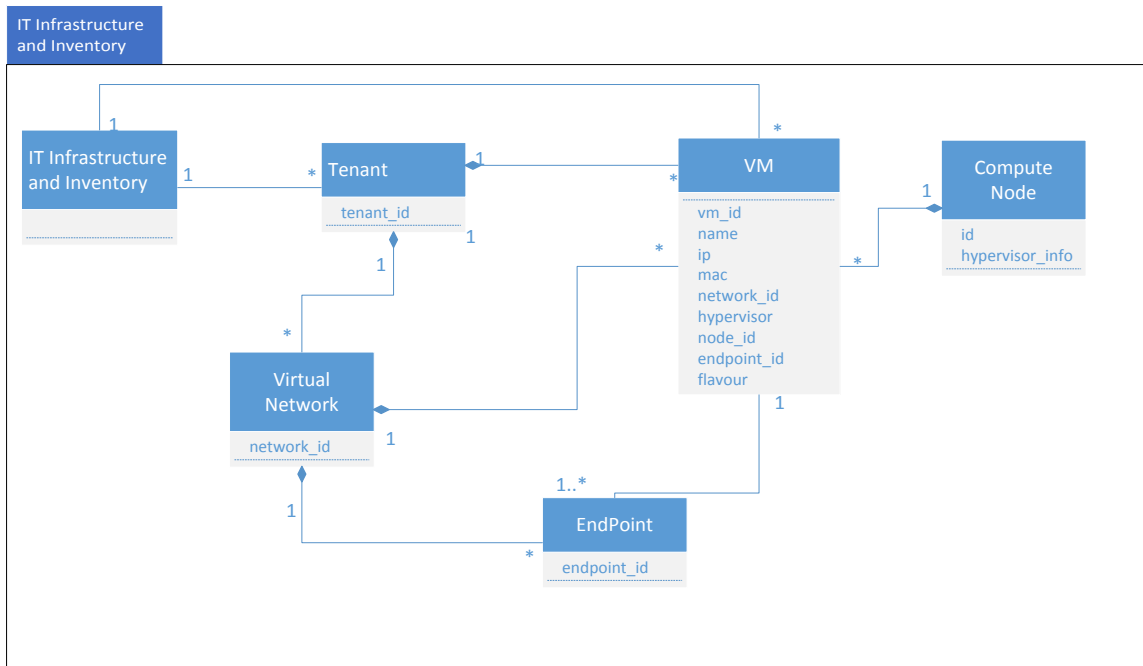 IT Infrastructure
and Inventory
1
*
IT Infrastructure
and Inventory
1
*
Tenant
tenant_id
1
1
1
*
VM
vm_id
name
ip
mac
network_id
hypervisor
node_id
endpoint_id
flavour
*
*
1
Compute
Node
id
hypervisor_info
*
Virtual
Network
network_id
1
1
1
1..*
EndPoint
endpoint_id
*